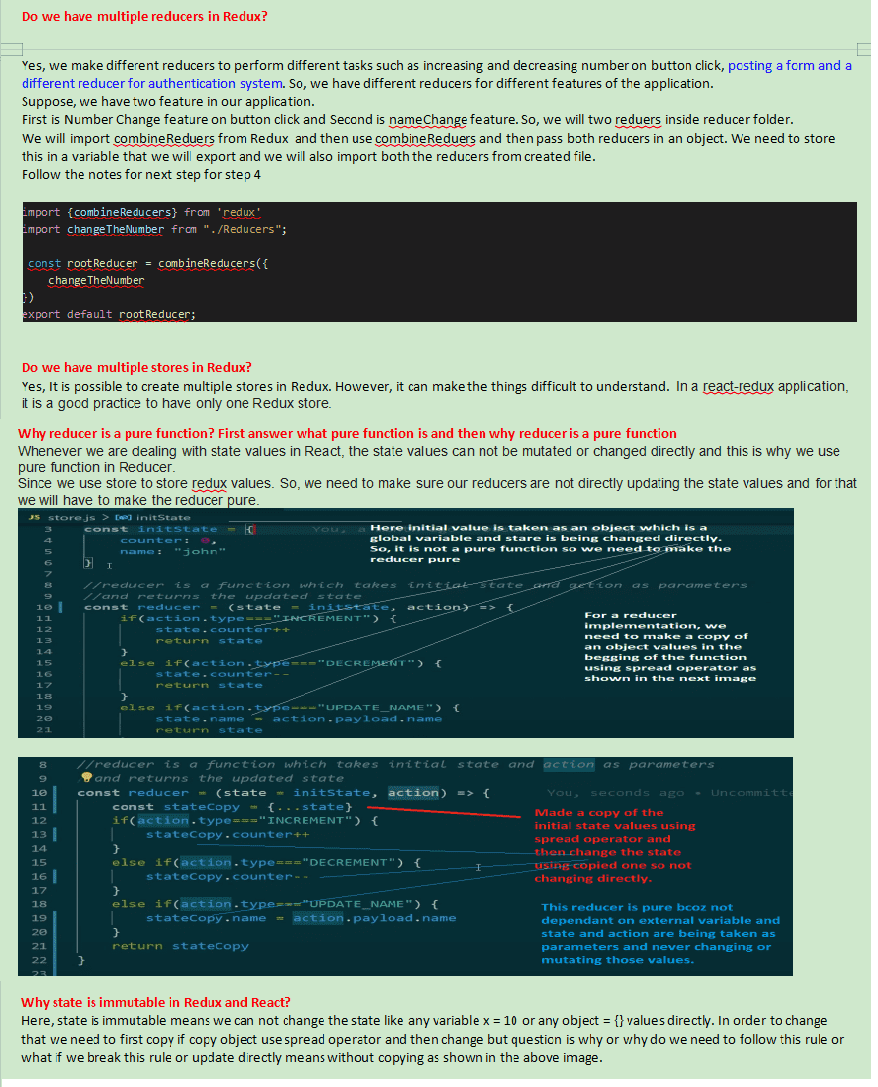 Do we have multiple reducers in Redux?
Yes, we make different reducers to perform different tasks such as increasing and decreasing number on button click, posting a form and a
different reducer for authentication system. So, we have different reducers for different features of the application.
Suppose, we have two feature in our application.
First is Number Change feature on button click and Second is nameChange feature. So, we will two reduers inside reducer folder.
We will import combineReduers from Redux and then use combineReduers and then pass both reducers in an object. We need to store
this in a variable that we will export and we will also import both the reducers from created file.
Follow the notes for next step for step 4
import {combineReducers} from 'redux'
import changeTheNumber from "./Reducers";
const rootReducer = combineReducers({
changeTheNumber
})
export default rootReducer;
Do we have multiple stores in Redux?
Yes, It is possible to create multiple stores in Redux. However, it can make the things difficult to understand. In a react-redux application,
it is a good practice to have only one Redux store.
Why reducer is a pure function? First answer what pure function is and then why reducer is a pure function
Whenever we are dealing with state values in React, the state values can not be mutated or changed directly and this is why we use
pure function in Reducer.
Since we use store to store redux values. So, we need to make sure our reducers are not directly updating the state values and for that
we will have to make the reducer pure.
JS store.js > initState
3 const initState = { You, a
4 counter: 0,
5 name: "john"
6 }
7
8 //reducer is a function which takes initial state and action as parameters
9 //and returns the updated state
10 const reducer = (state = initState, action) => {
11 if(action.type==="INCREMENT") {
12 state.counter++
13 return state
14 }
15 else if(action.type==="DECREMENT") {
16 state.counter--
17 return state
18 }
19 else if(action.type==="UPDATE_NAME") {
20 state.name = action.payload.name
21 return state
Here initial value is taken as an object which is a
global variable and stare is being changed directly.
So, it is not a pure function so we need to make the
reducer pure
For a reducer
implementation, we
need to make a copy of
an object values in the
begging of the function
using spread operator as
shown in the next image
8 //reducer is a function which takes initial state and action as parameters
9 and returns the updated state
10 const reducer = (state = initState, action) => { You, seconds ago • Uncommitte
11 const stateCopy = {...state}
12 if(action.type==="INCREMENT") {
13 stateCopy.counter++
14 }
15 else if(action.type==="DECREMENT") {
16 stateCopy.counter--
17 }
18 else if(action.type==="UPDATE_NAME") {
19 stateCopy.name = action.payload.name
20 }
21 return stateCopy
22 }
23
Made a copy of the
initial state values using
spread operator and
then change the state
using copied one so not
changing directly.
This reducer is pure bcoz not
dependant on external variable and
state and action are being taken as
parameters and never changing or
mutating those values.
Why state is immutable in Redux and React?
Here, state is immutable means we can not change the state like any variable x = 10 or any object = {} values directly. In order to change
that we need to first copy if copy object use spread operator and then change but question is why or why do we need to follow this rule or
what if we break this rule or update directly means without copying as shown in the above image.